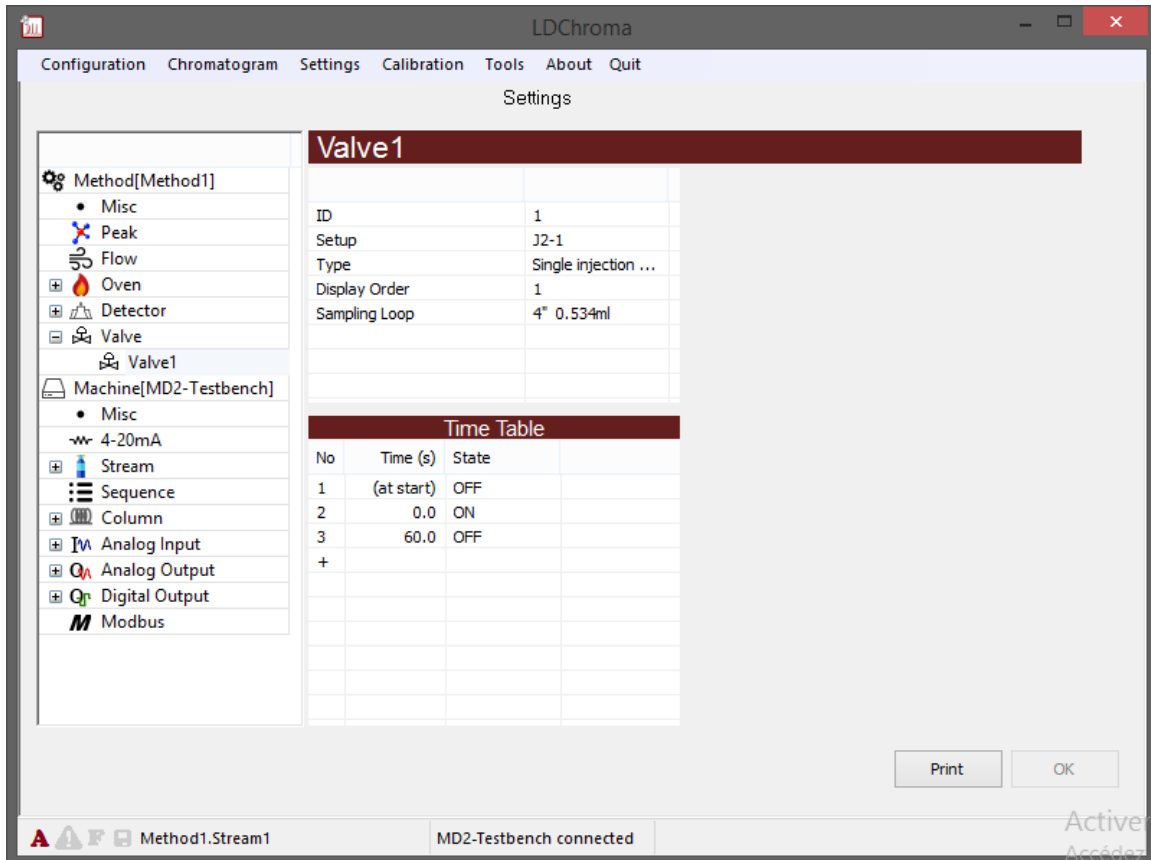 LDChroma
Configuration Chromatogram Settings Calibration Tools About Quit
Settings
Method[Method1]
Misc
Peak
Flow
Oven
Detector
Valve
Valve1
Machine[MD2-Testbench]
Misc
4-20mA
Stream
Sequence
Column
Analog Input
Analog Output
Digital Output
Modbus
Valve1
ID 1
Setup J2-1
Type Single injection ...
Display Order 1
Sampling Loop 4" 0.534ml
Time Table
No Time (s) State
1 (at start) OFF
2 0.0 ON
3 60.0 OFF
+
Print OK
A F Method1.Stream1 MD2-Testbench connected
Activer
Accédez